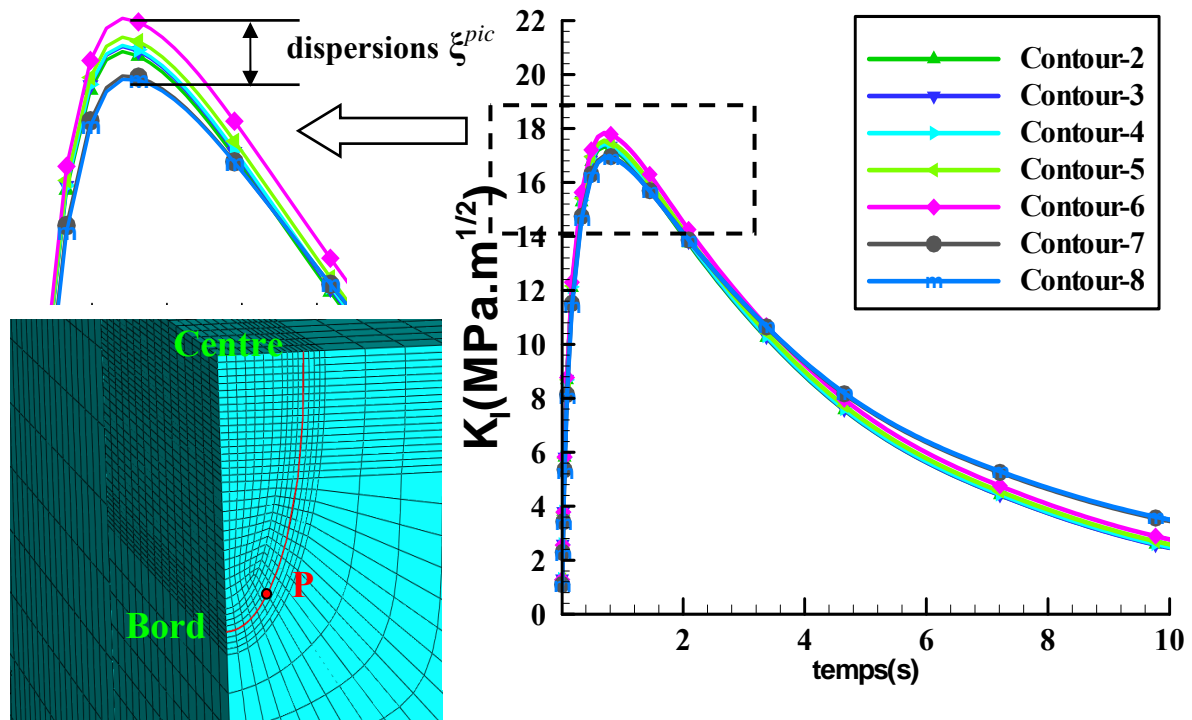 dispersions ξ^pic
Centre
P
Bord
K_I(MPa.m^1/2)
22
20
18
16
14
12
10
8
6
4
2
0
2
4
6
8
10
temps(s)
Contour-2
Contour-3
Contour-4
Contour-5
Contour-6
Contour-7
m Contour-8